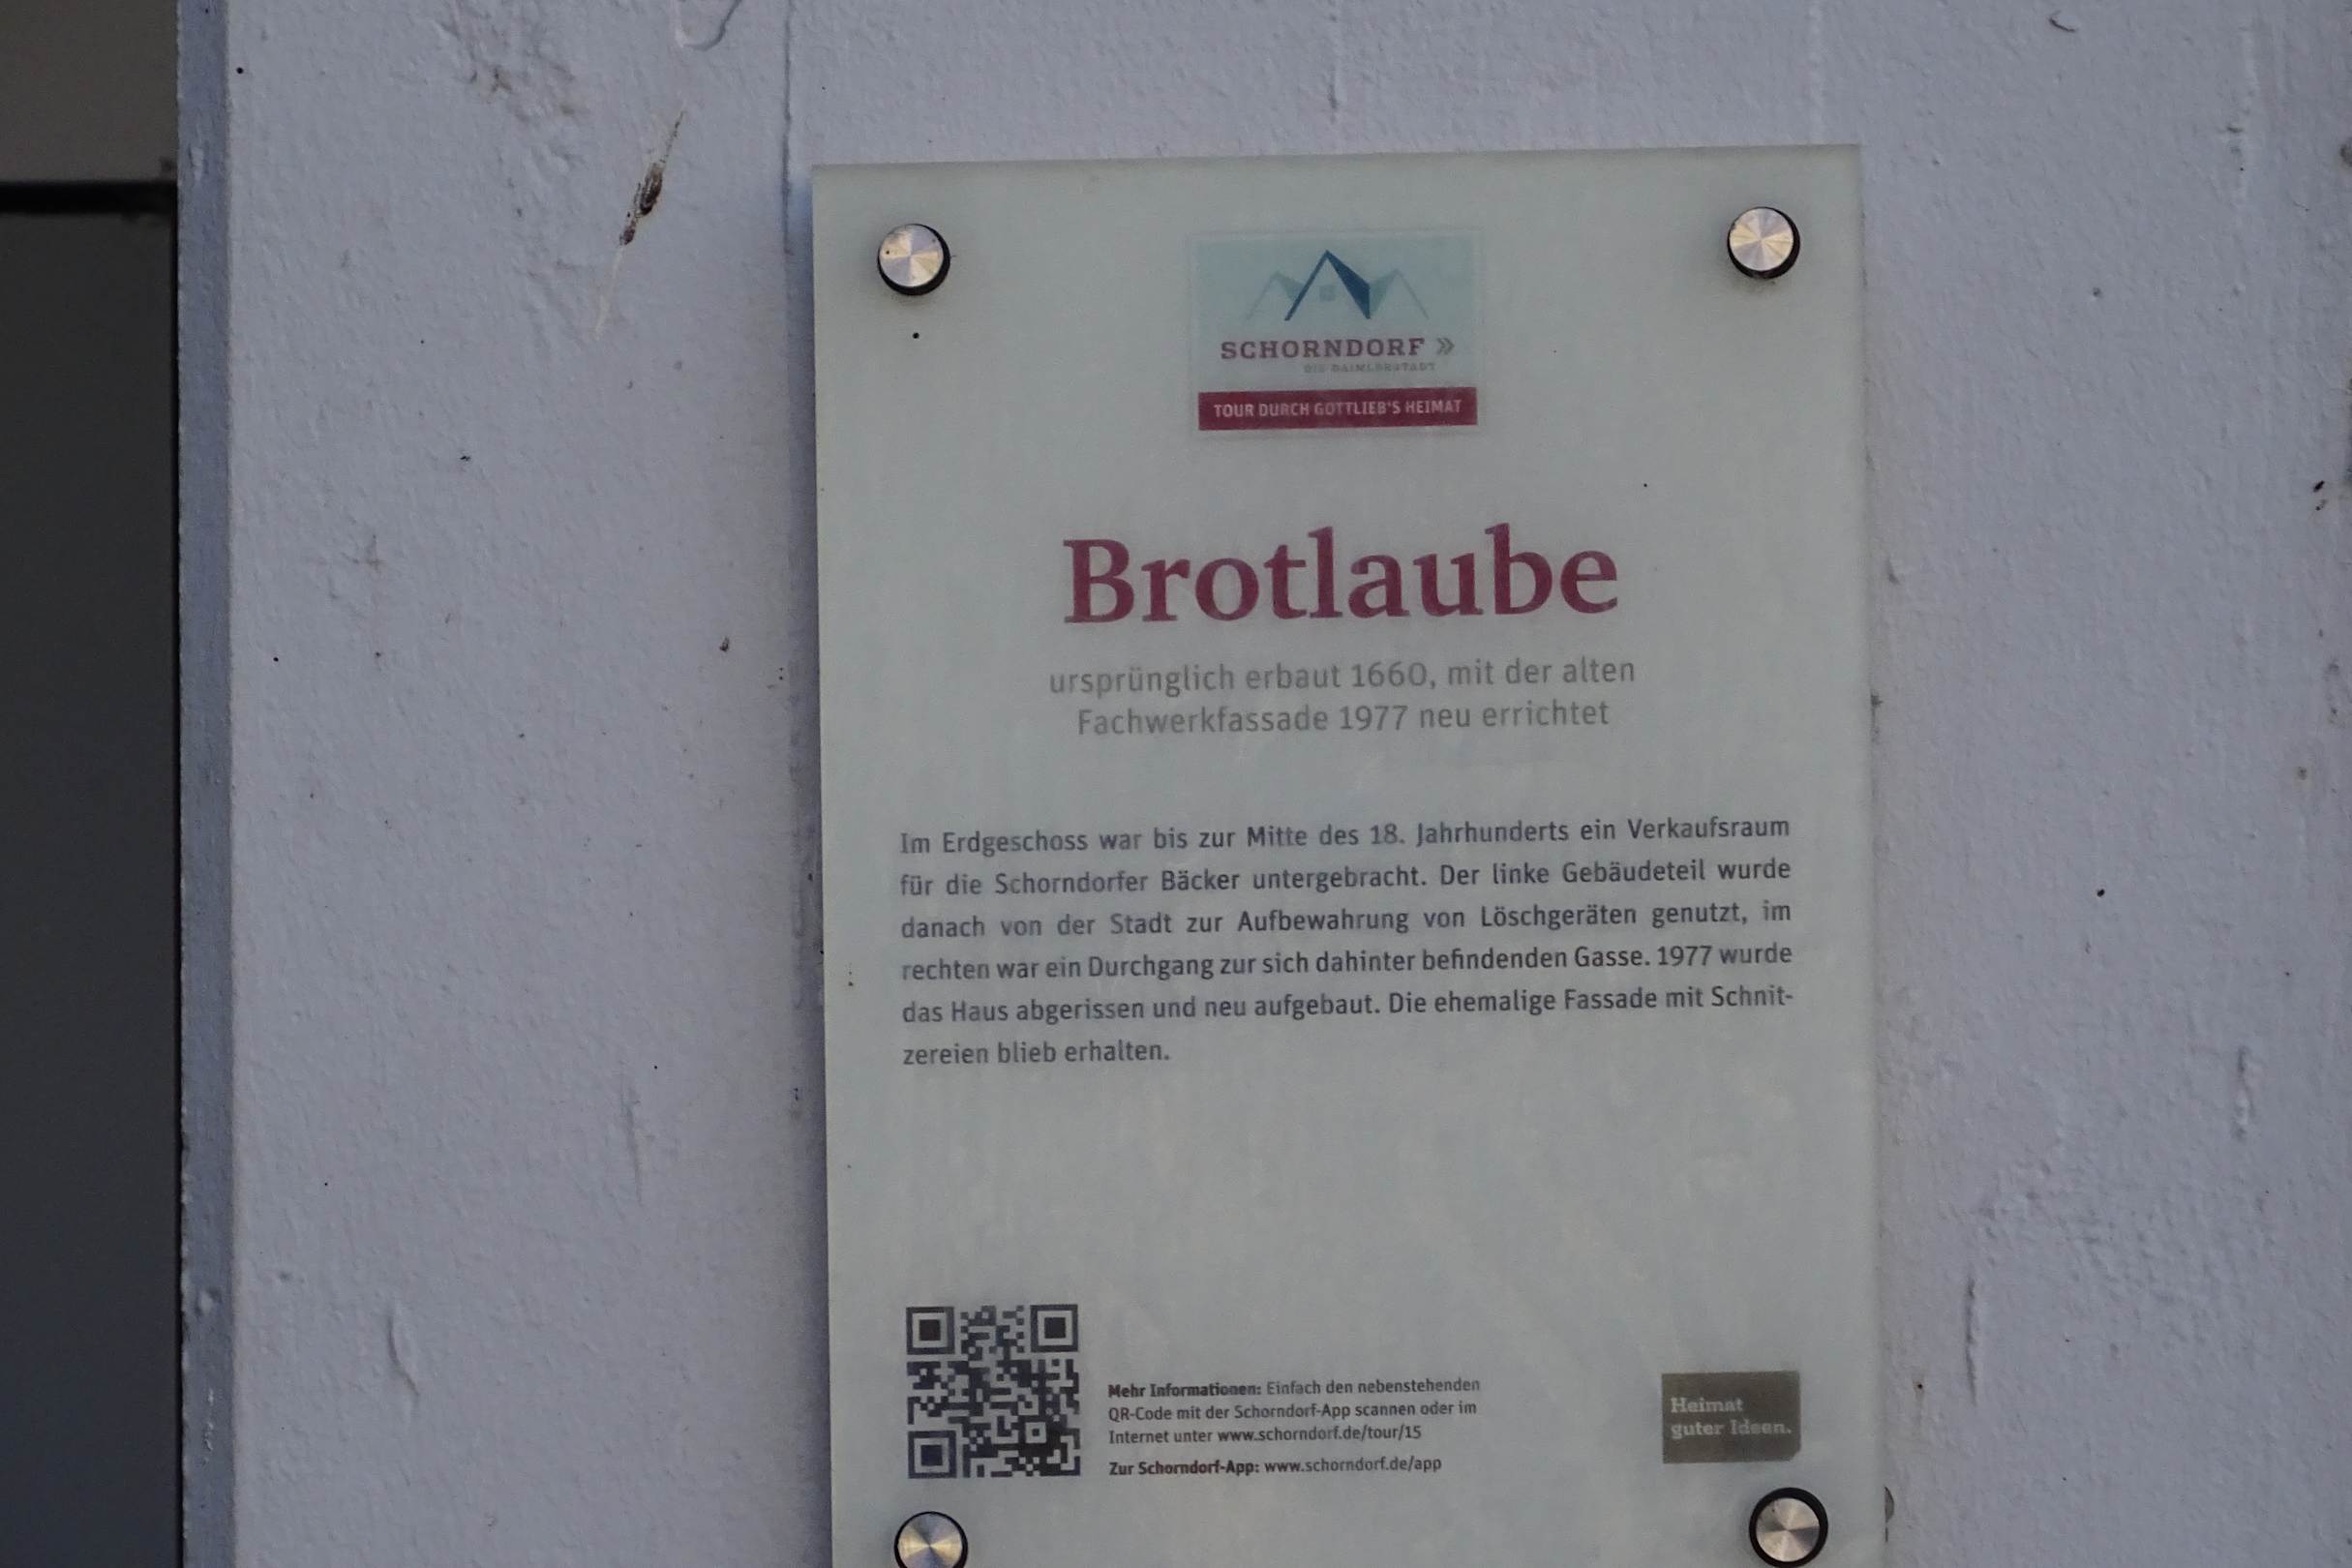 SCHORNDORF »
DIE DAIMLERSTADT
TOUR DURCH GOTTLIEB'S HEIMAT
Brotlaube
ursprünglich erbaut 1660, mit der alten
Fachwerkfassade 1977 neu errichtet
Im Erdgeschoss war bis zur Mitte des 18. Jahrhunderts ein Verkaufsraum
für die Schorndorfer Bäcker untergebracht. Der linke Gebäudeteil wurde
danach von der Stadt zur Aufbewahrung von Löschgeräten genutzt, im
rechten war ein Durchgang zur sich dahinter befindenden Gasse. 1977 wurde
das Haus abgerissen und neu aufgebaut. Die ehemalige Fassade mit Schnit-
zereien blieb erhalten.
Mehr Informationen: Einfach den nebenstehenden
QR-Code mit der Schorndorf-App scannen oder im
Internet unter www.schorndorf.de/tour/15
Zur Schorndorf-App: www.schorndorf.de/app
Heimat
guter Ideen.